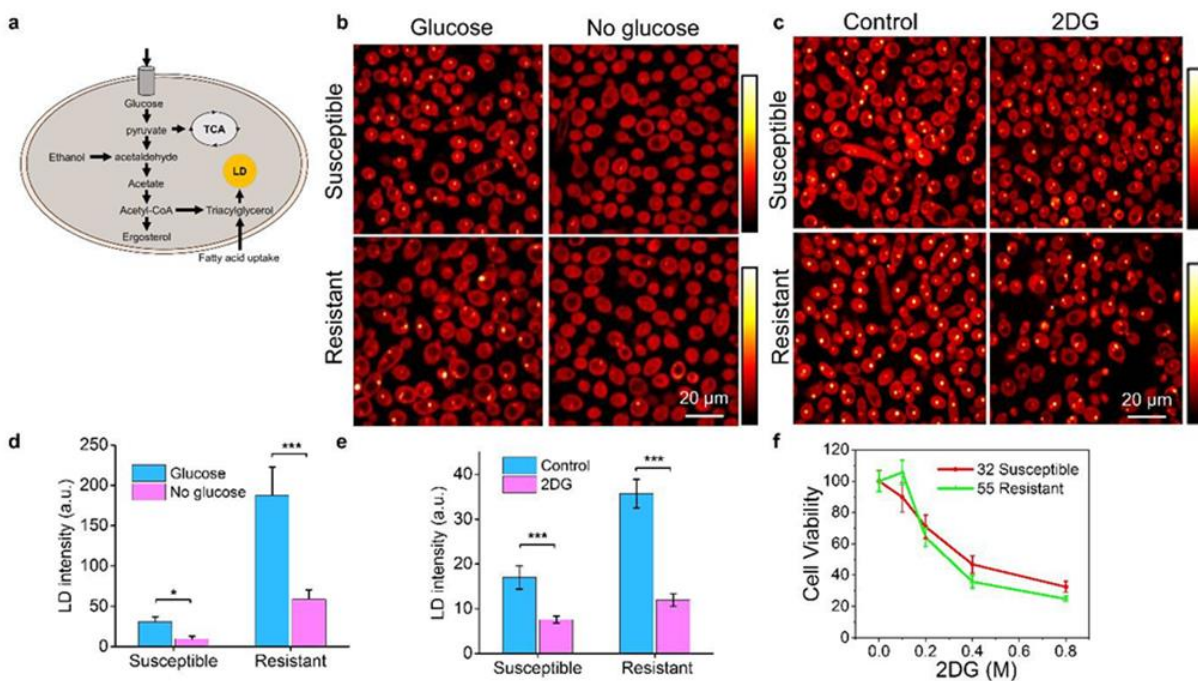 a
Glucose
pyruvate
TCA
Ethanol
acetaldehyde
LD
Acetate
Acetyl-CoA
Triacylglycerol
Ergosterol
Fatty acid uptake
b
Glucose
No glucose
Susceptible
Resistant
20 µm
c
Control
2DG
Susceptible
Resistant
20 µm
d
LD intensity (a.u.)
250
200
150
100
50
0
Glucose
No glucose
*
***
Susceptible
Resistant
e
LD intensity (a.u.)
40
30
20
10
0
Control
2DG
***
***
Susceptible
Resistant
f
Cell Viability
120
100
80
60
40
20
0
32 Susceptible
55 Resistant
0.0
0.2
0.4
0.6
0.8
2DG (M)